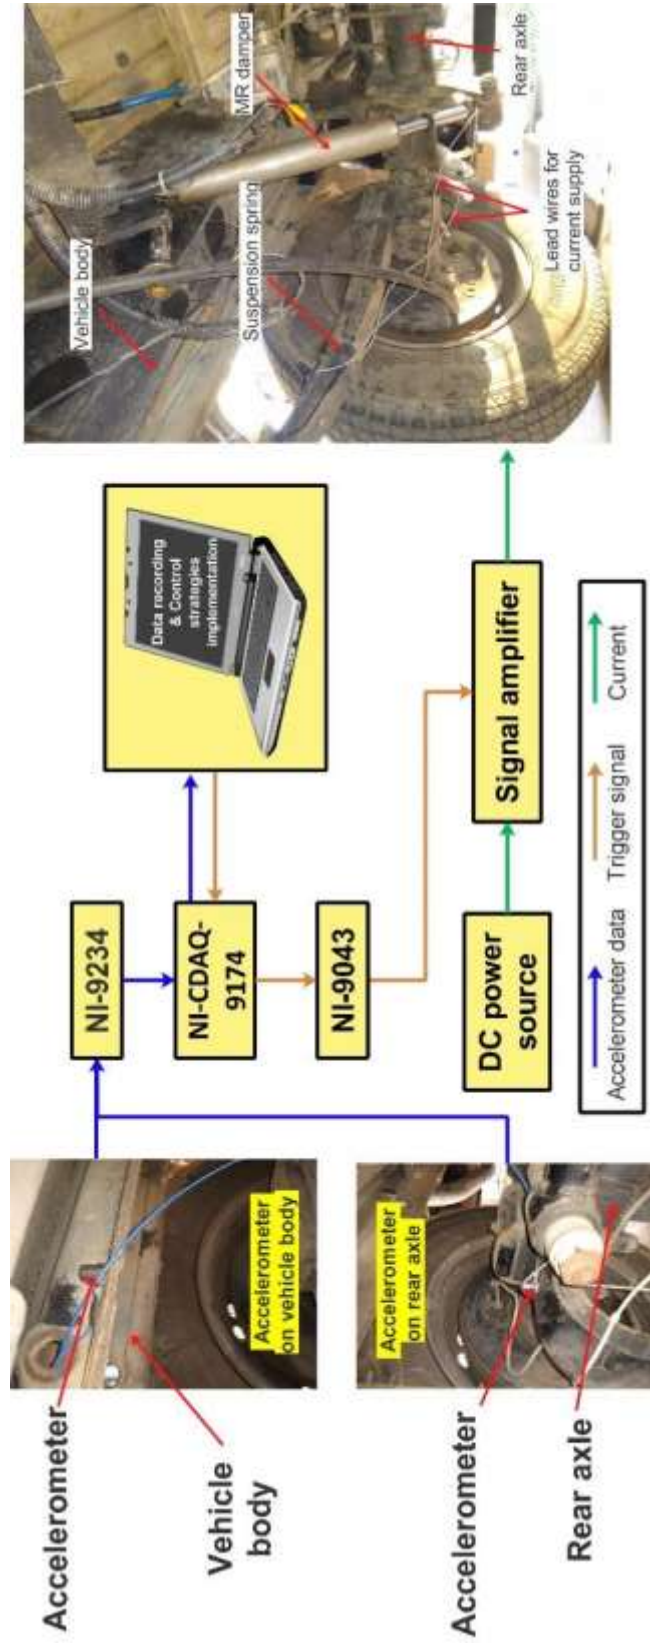 Accelerometer
Vehicle
body
Accelerometer
on vehicle body
Accelerometer
Rear axle
Accelerometer
on rear axle
NI-9234
NI-CDAQ-
9174
NI-9043
DC power
source
Data recording
& Control
strategies
implementation
Signal amplifier
Accelerometer data
Trigger signal
Current
Vehicle body
Suspension spring
MR damper
Rear axle
Lead wires for
current supply